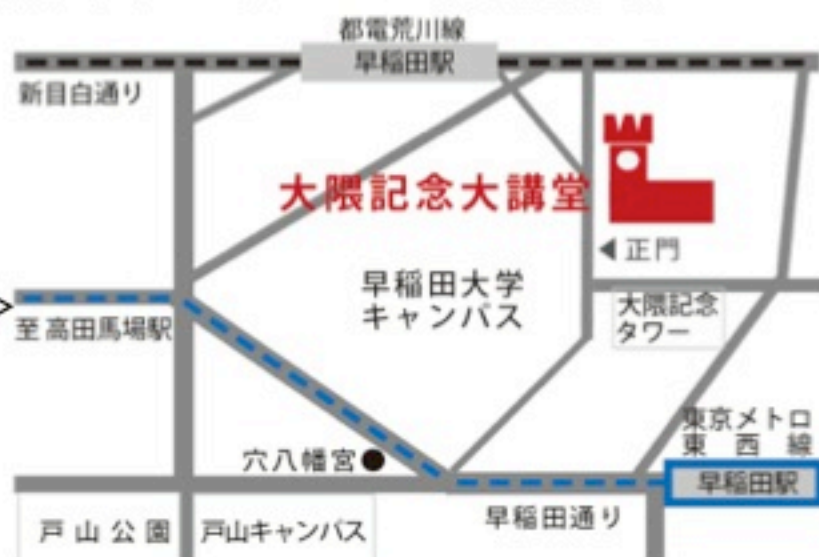 都電荒川線
早稲田駅
新目白通り
大隈記念大講堂
◀正門
早稲田大学
キャンバス
大隈記念
タワー
至高田馬場駅
東京メトロ
東西線
早稲田駅
穴八幡宮●
早稲田通り
戸山公園
戸山キャンバス